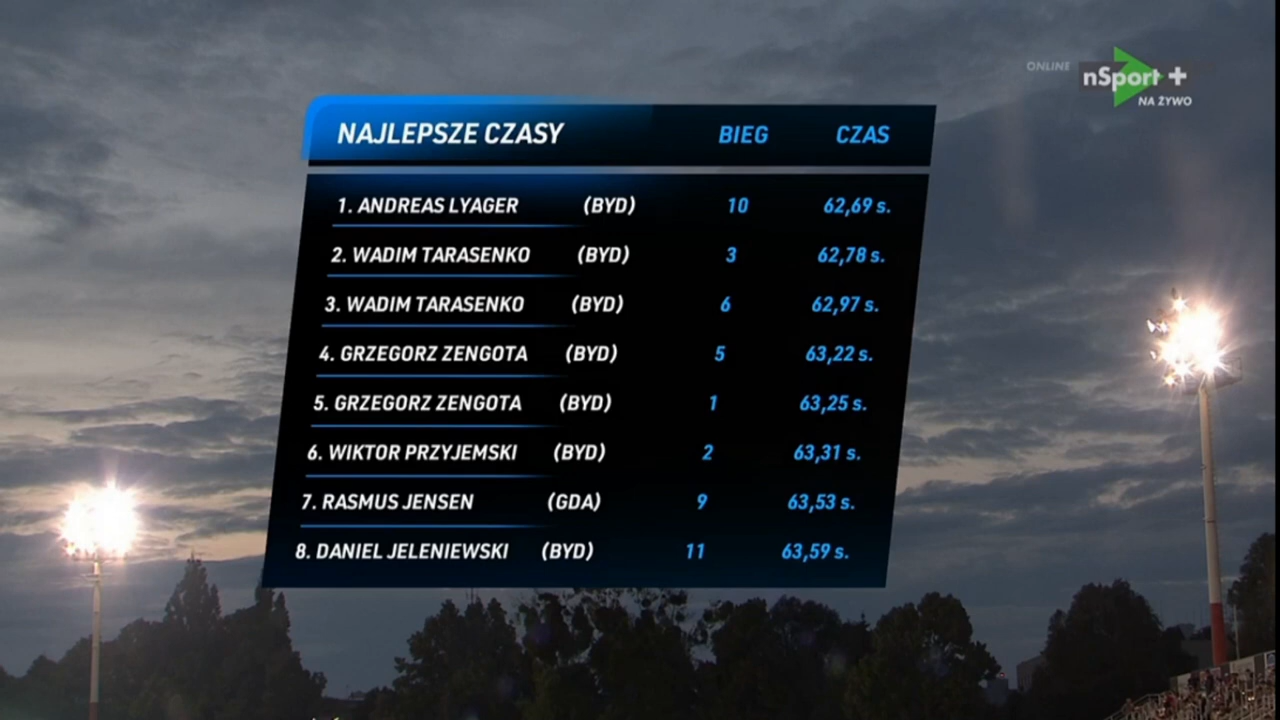 ONLINE
nSport+
NA ŻYWO
NAJLEPSZE CZASY BIEG CZAS
1. ANDREAS LYAGER (BYD) 10 62,69 s.
2. WADIM TARASENKO (BYD) 3 62,78 s.
3. WADIM TARASENKO (BYD) 6 62,97 s.
4. GRZEGORZ ZENGOTA (BYD) 5 63,22 s.
5. GRZEGORZ ZENGOTA (BYD) 1 63,25 s.
6. WIKTOR PRZYJEMSKI (BYD) 2 63,31 s.
7. RASMUS JENSEN (GDA) 9 63,53 s.
8. DANIEL JELENIEWSKI (BYD) 11 63,59 s.